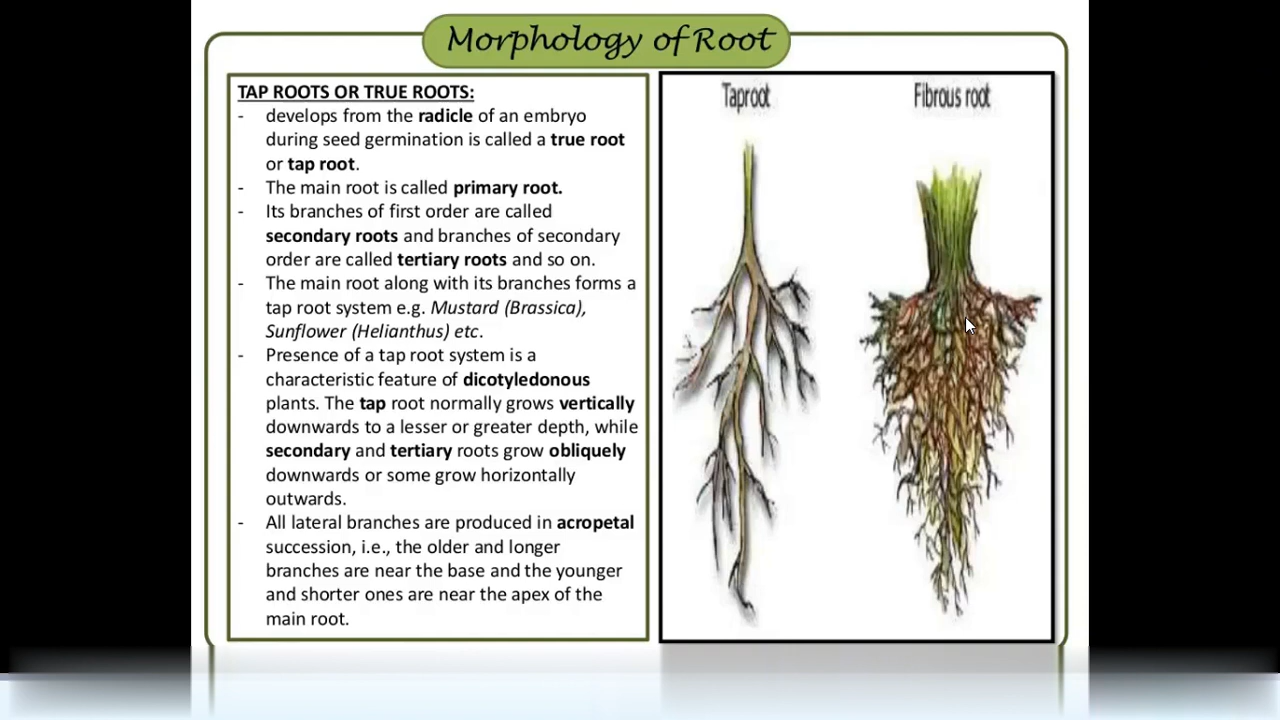 Morphology of Root
TAP ROOTS OR TRUE ROOTS:
- develops from the radicle of an embryo
during seed germination is called a true root
or tap root.
- The main root is called primary root.
- Its branches of first order are called
secondary roots and branches of secondary
order are called tertiary roots and so on.
- The main root along with its branches forms a
tap root system e.g. Mustard (Brassica),
Sunflower (Helianthus) etc.
- Presence of a tap root system is a
characteristic feature of dicotyledonous
plants. The tap root normally grows vertically
downwards to a lesser or greater depth, while
secondary and tertiary roots grow obliquely
downwards or some grow horizontally
outwards.
- All lateral branches are produced in acropetal
succession, i.e., the older and longer
branches are near the base and the younger
and shorter ones are near the apex of the
main root.
Taproot
Fibrous root